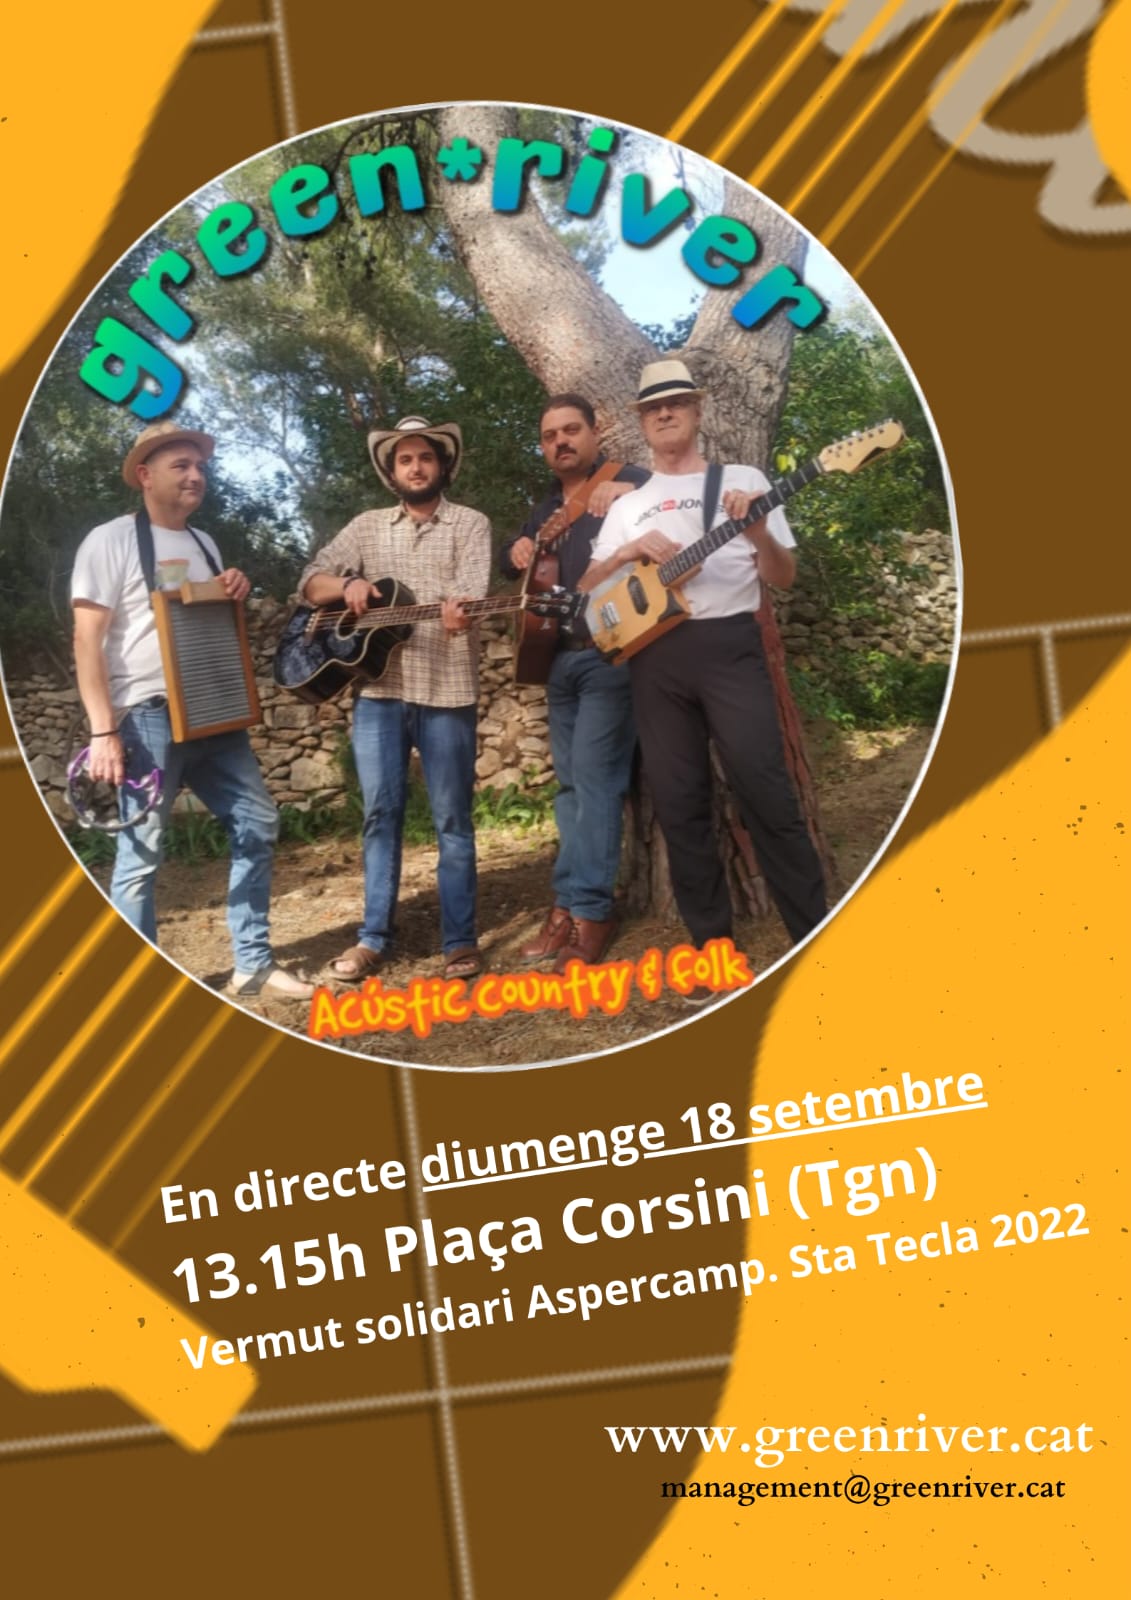 green*river
Acústic country & folk
En directe diumenge 18 setembre
13.15h Plaça Corsini (Tgn)
Vermut solidari Aspercamp. Sta Tecla 2022
www.greenriver.cat
management@greenriver.cat